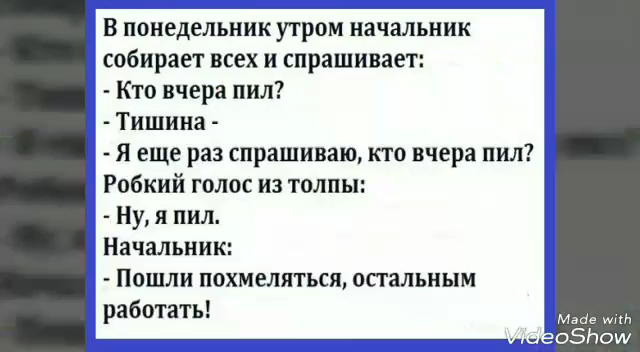 В понедельник утром начальник
собирает всех и спрашивает:
- Кто вчера пил?
- Тишина -
- Я еще раз спрашиваю, кто вчера пил?
Робкий голос из толпы:
- Ну, я пил.
Начальник:
- Пошли похмеляться, остальным
работать!
Made with
VideoShow